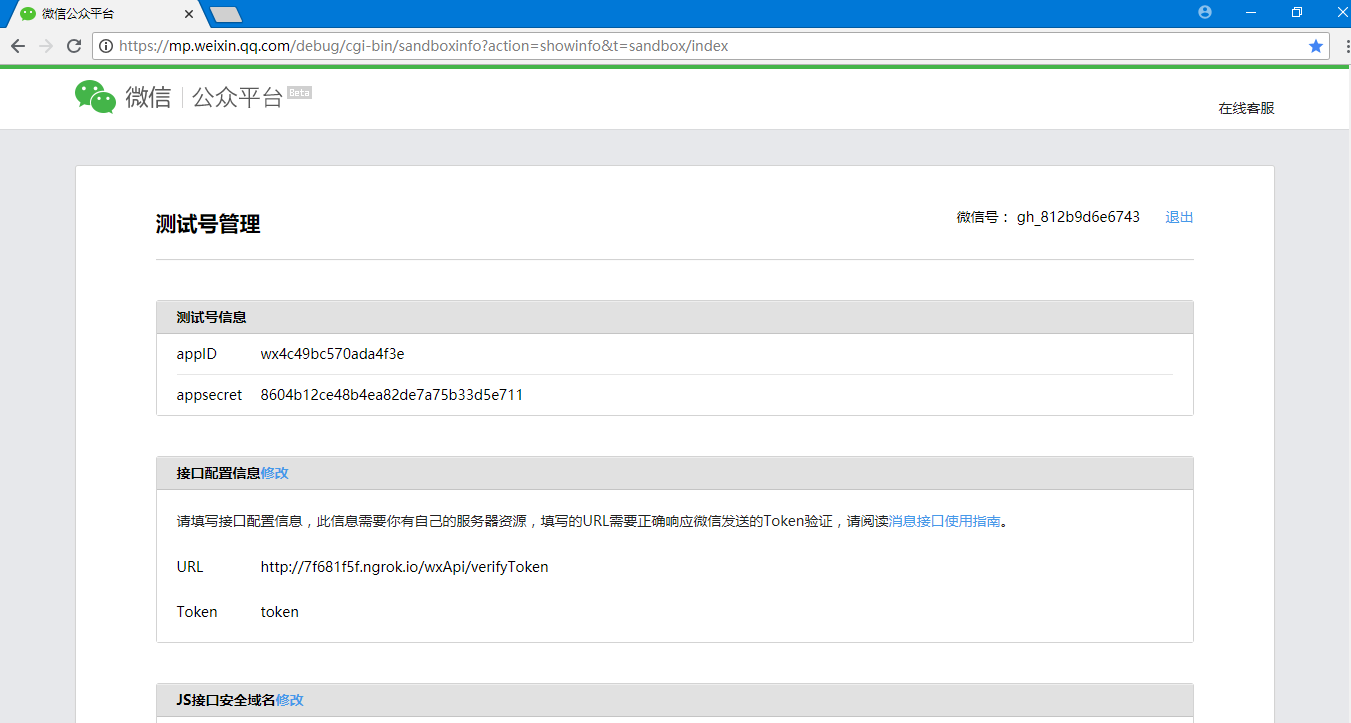 微信公众平台
https://mp.weixin.qq.com/debug/cgi-bin/sandboxinfo?action=showinfo&t=sandbox/index
微信 | 公众平台 Beta
在线客服
测试号管理
微信号： gh_812b9d6e6743 退出
测试号信息
appID wx4c49bc570ada4f3e
appsecret 8604b12ce48b4ea82de7a75b33d5e711
接口配置信息修改
请填写接口配置信息，此信息需要你有自己的服务器资源，填写的URL需要正确响应微信发送的Token验证，请阅读消息接口使用指南。
URL http://7f681f5f.ngrok.io/wxApi/verifyToken
Token token
JS接口安全域名修改